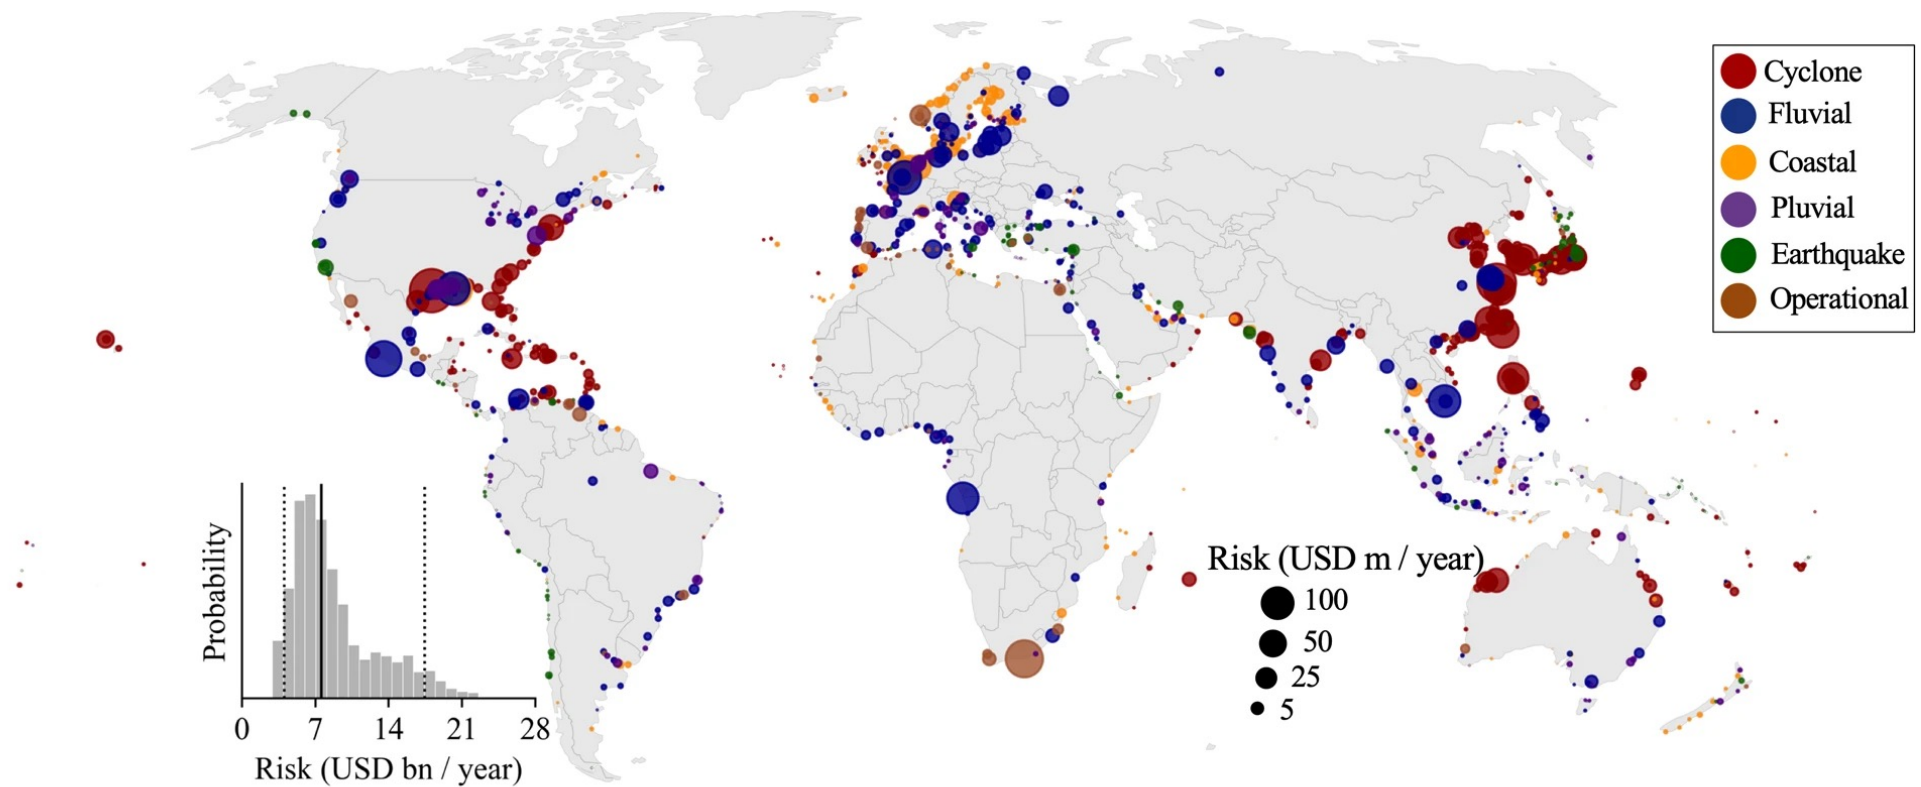 Cyclone
Fluvial
Coastal
Pluvial
Earthquake
Operational
Probability
0 7 14 21 28
Risk (USD bn / year)
Risk (USD m / year)
100
50
25
5